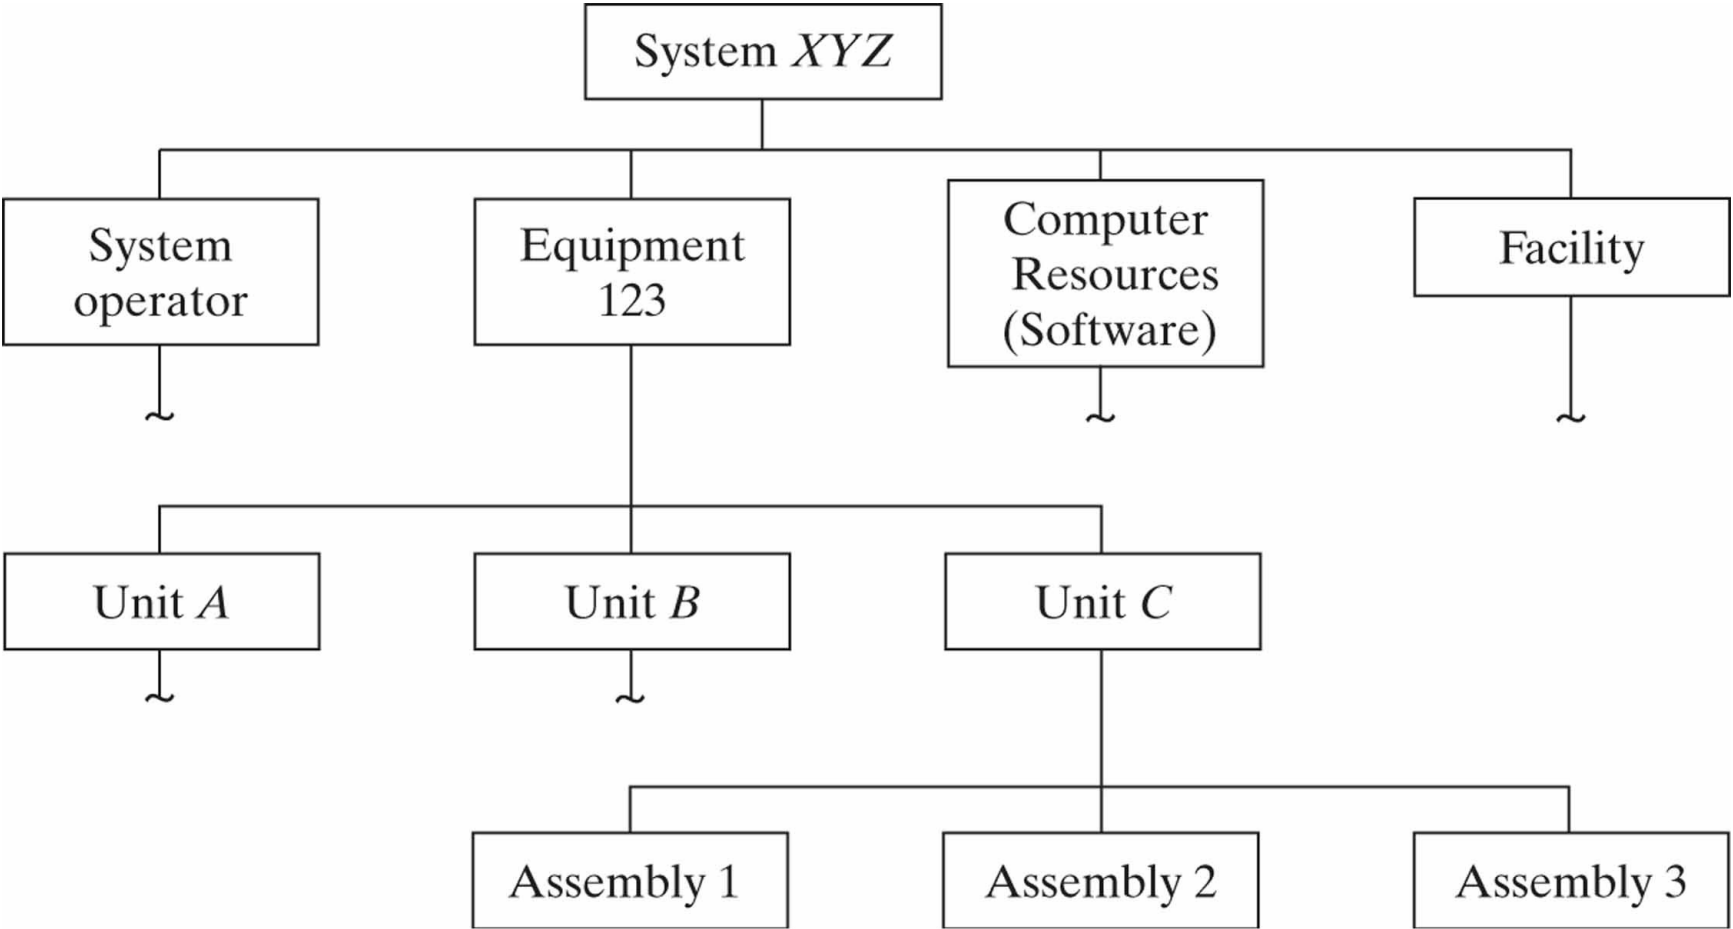 System XYZ
System
operator
Equipment
123
Computer
Resources
(Software)
Facility
Unit A
Unit B
Unit C
Assembly 1
Assembly 2
Assembly 3